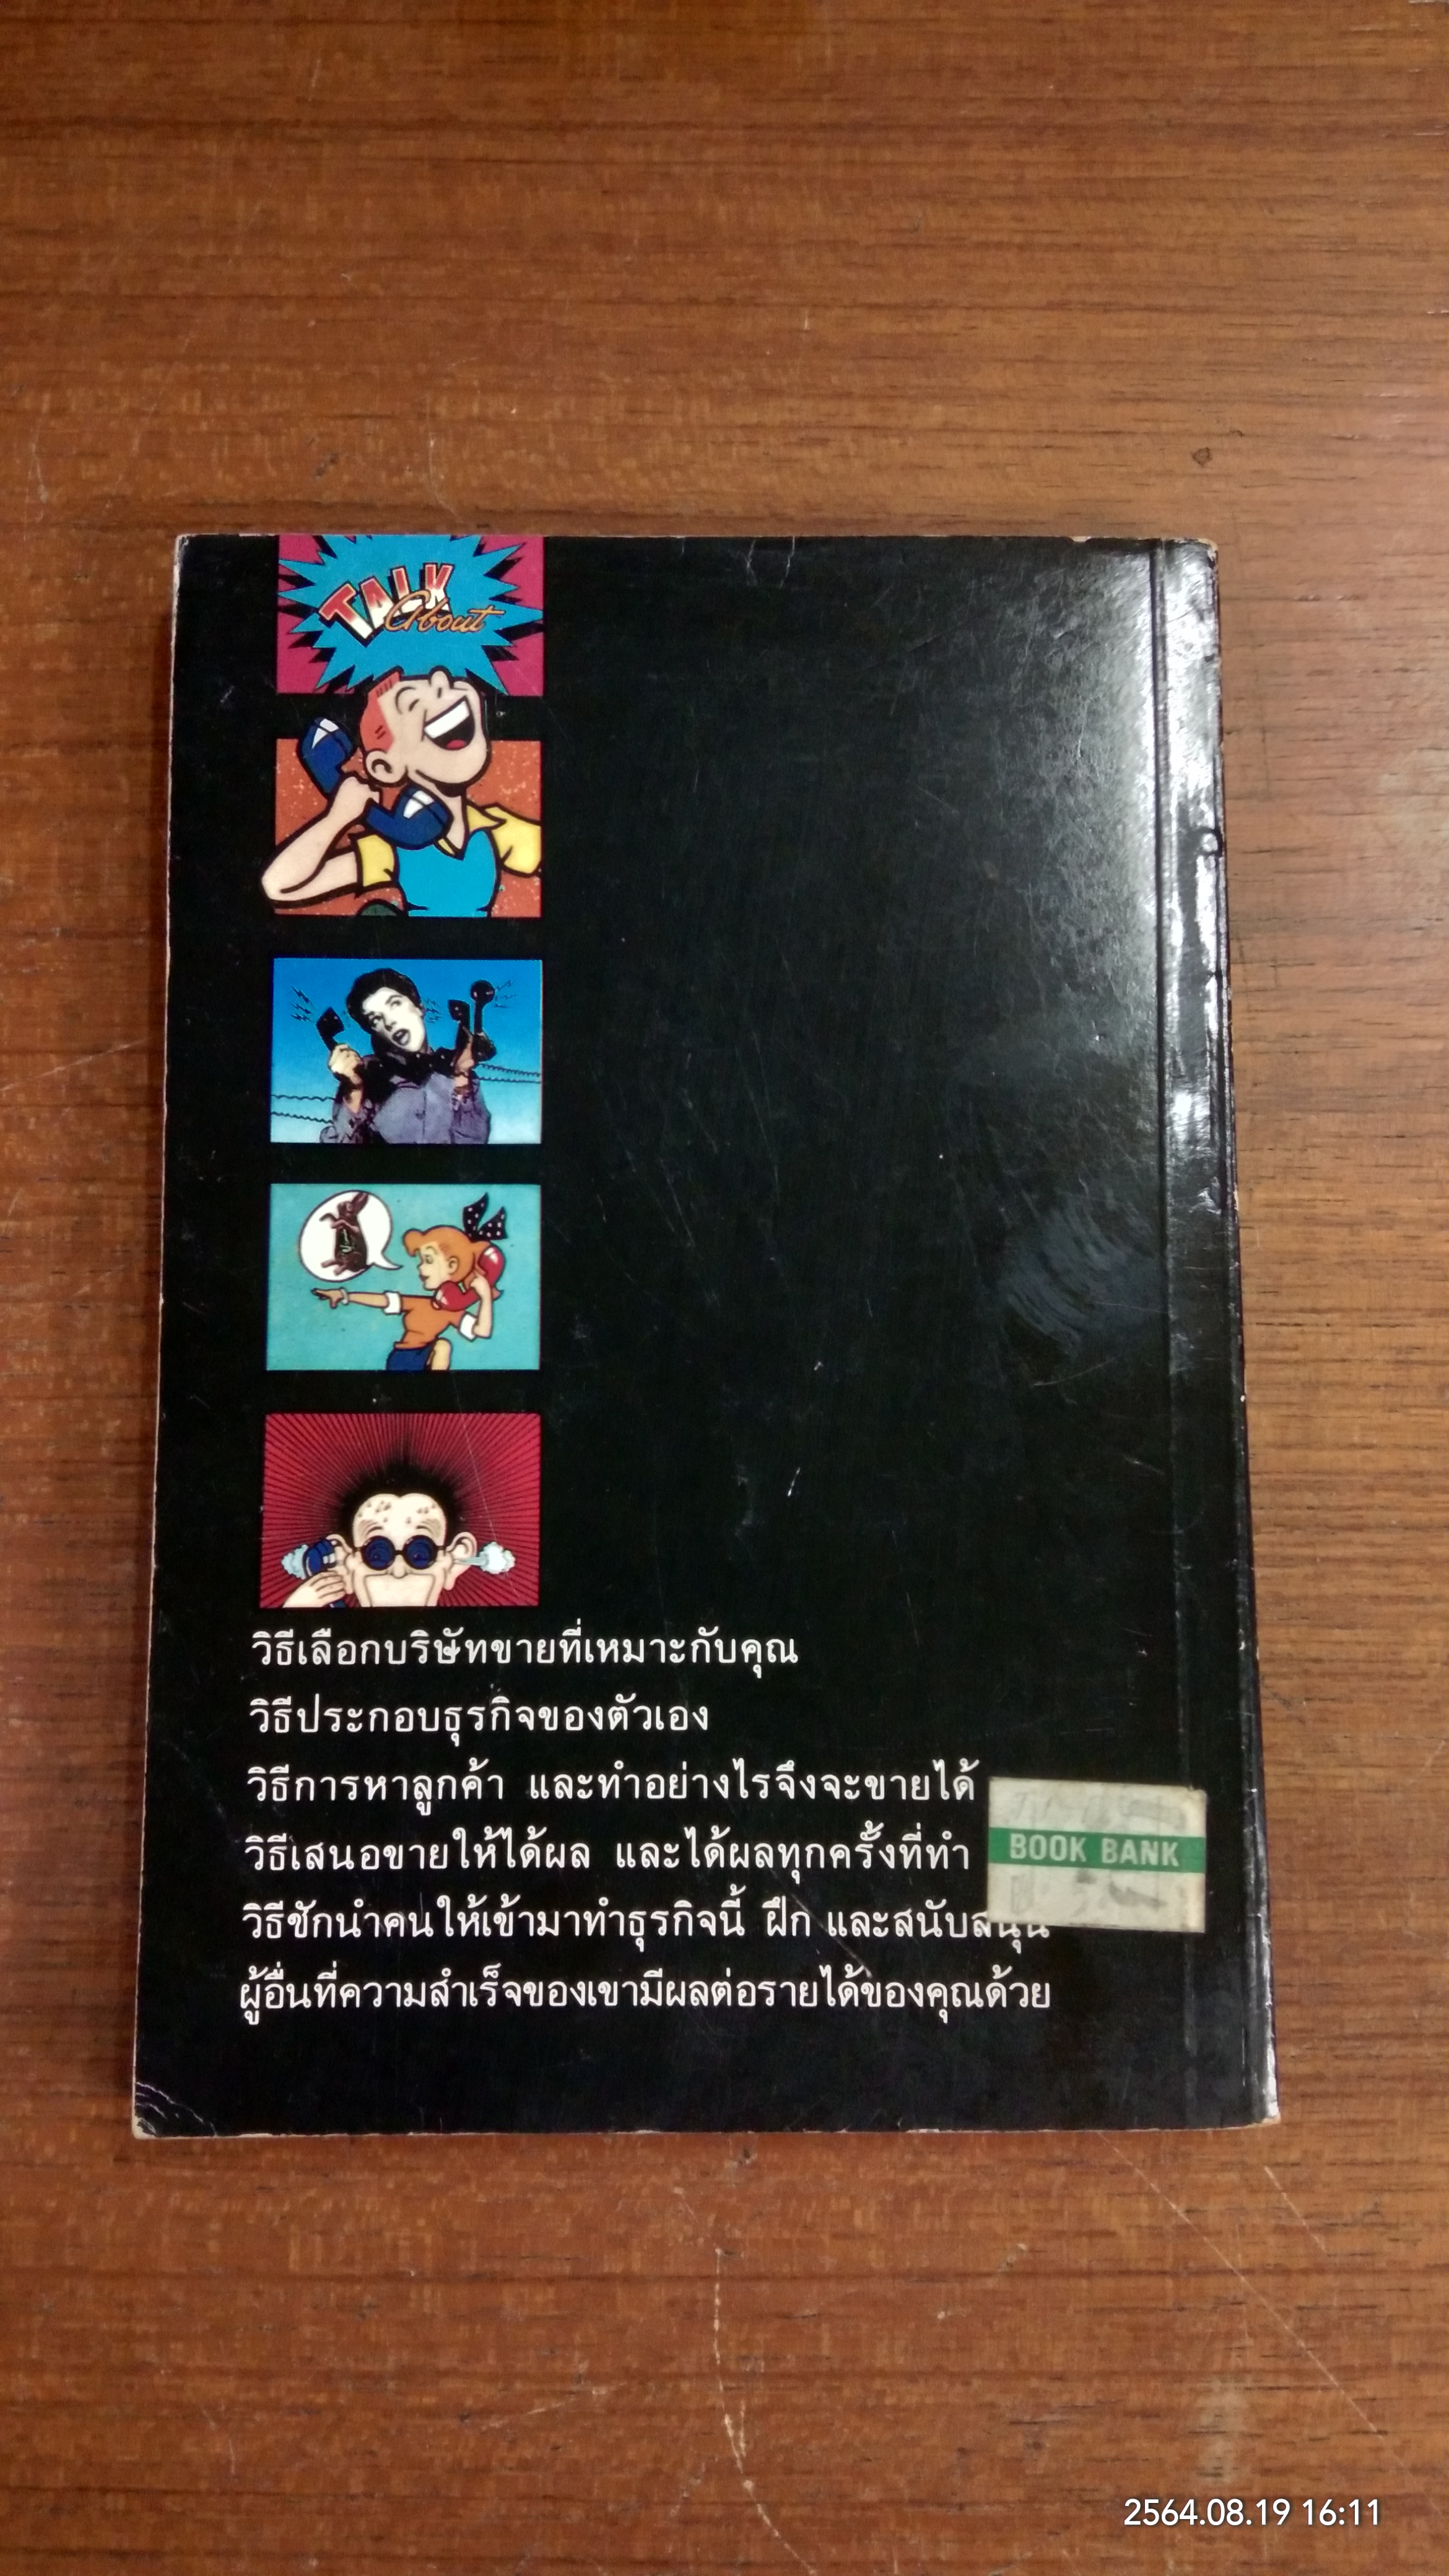 TALK
About
วิธีเลือกบริษัทขายที่เหมาะกับคุณ
วิธีประกอบธุรกิจของตัวเอง
วิธีการหาลูกค้า และทำอย่างไรจึงจะขายได้
วิธีเสนอขายให้ได้ผล และได้ผลทุกครั้งที่ทำ
BOOK BANK
วิธีชักนำคนให้เข้ามาทำธุรกิจนี้ ฝึก และสนับสนุน
ผู้อื่นที่ความสำเร็จของเขามีผลต่อรายได้ของคุณด้วย
2564.08.19 16:11